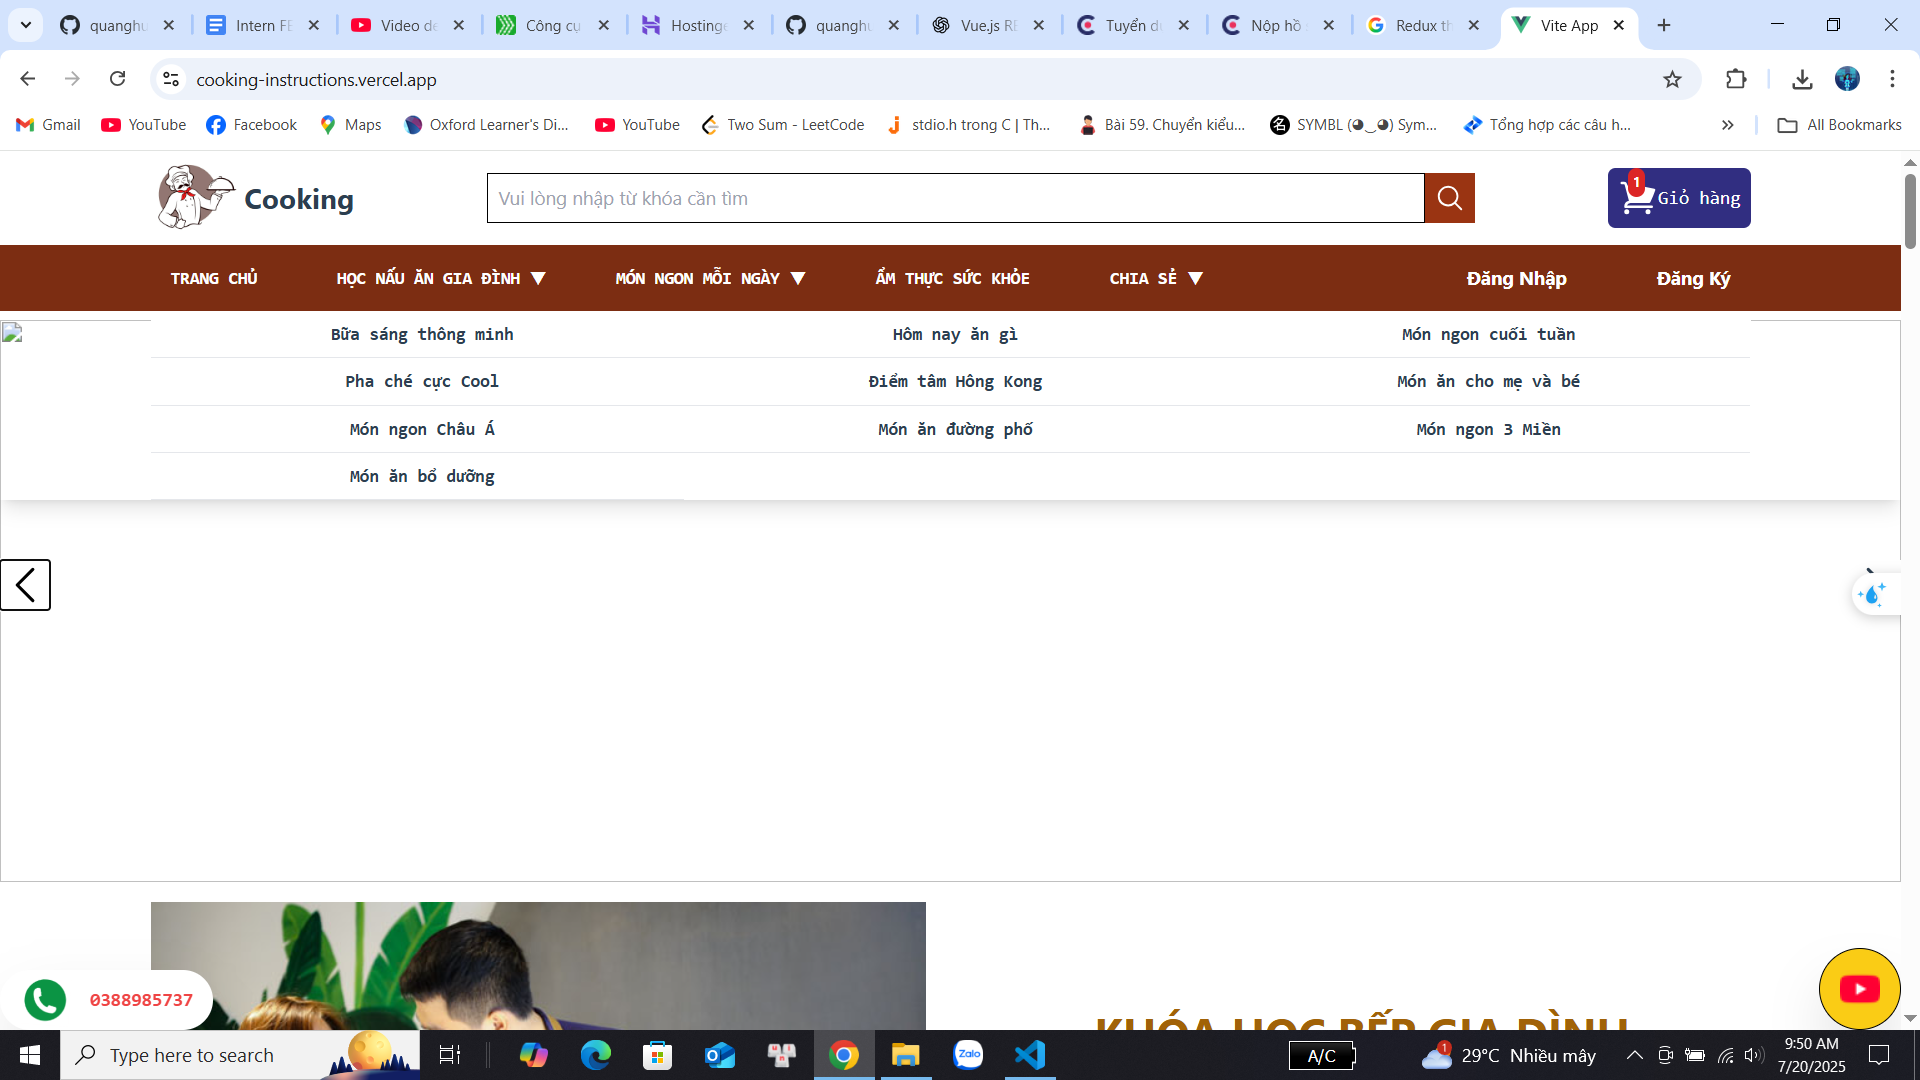 quanghu
Intern FE
Video de
Công cụ
Hostinge
quanghu
Vue.js RE
Tuyển dụ
Nộp hồ s
Redux th
Vite App
cooking-instructions.vercel.app
Gmail
YouTube
Facebook
Maps
Oxford Learner's Di...
YouTube
Two Sum - LeetCode
stdio.h trong C | Th...
Bài 59. Chuyển kiểu...
SYMBL (◕‿◕) Sym...
Tổng hợp các câu h...
All Bookmarks
Cooking
Vui lòng nhập từ khóa cần tìm
1
Giỏ hàng
TRANG CHỦ
HỌC NẤU ĂN GIA ĐÌNH ▼
MÓN NGON MỖI NGÀY ▼
ẨM THỰC SỨC KHỎE
CHIA SẺ ▼
Đăng Nhập
Đăng Ký
Bữa sáng thông minh
Hôm nay ăn gì
Món ngon cuối tuần
Pha ché cực Cool
Điểm tâm Hông Kong
Món ăn cho mẹ và bé
Món ngon Châu Á
Món ăn đường phố
Món ngon 3 Miền
Món ăn bổ dưỡng
KHÓA HỌC BẾP GIA ĐÌNH
0388985737
Type here to search
Zalo
A/C
1
29°C Nhiều mây
9:50 AM
7/20/2025